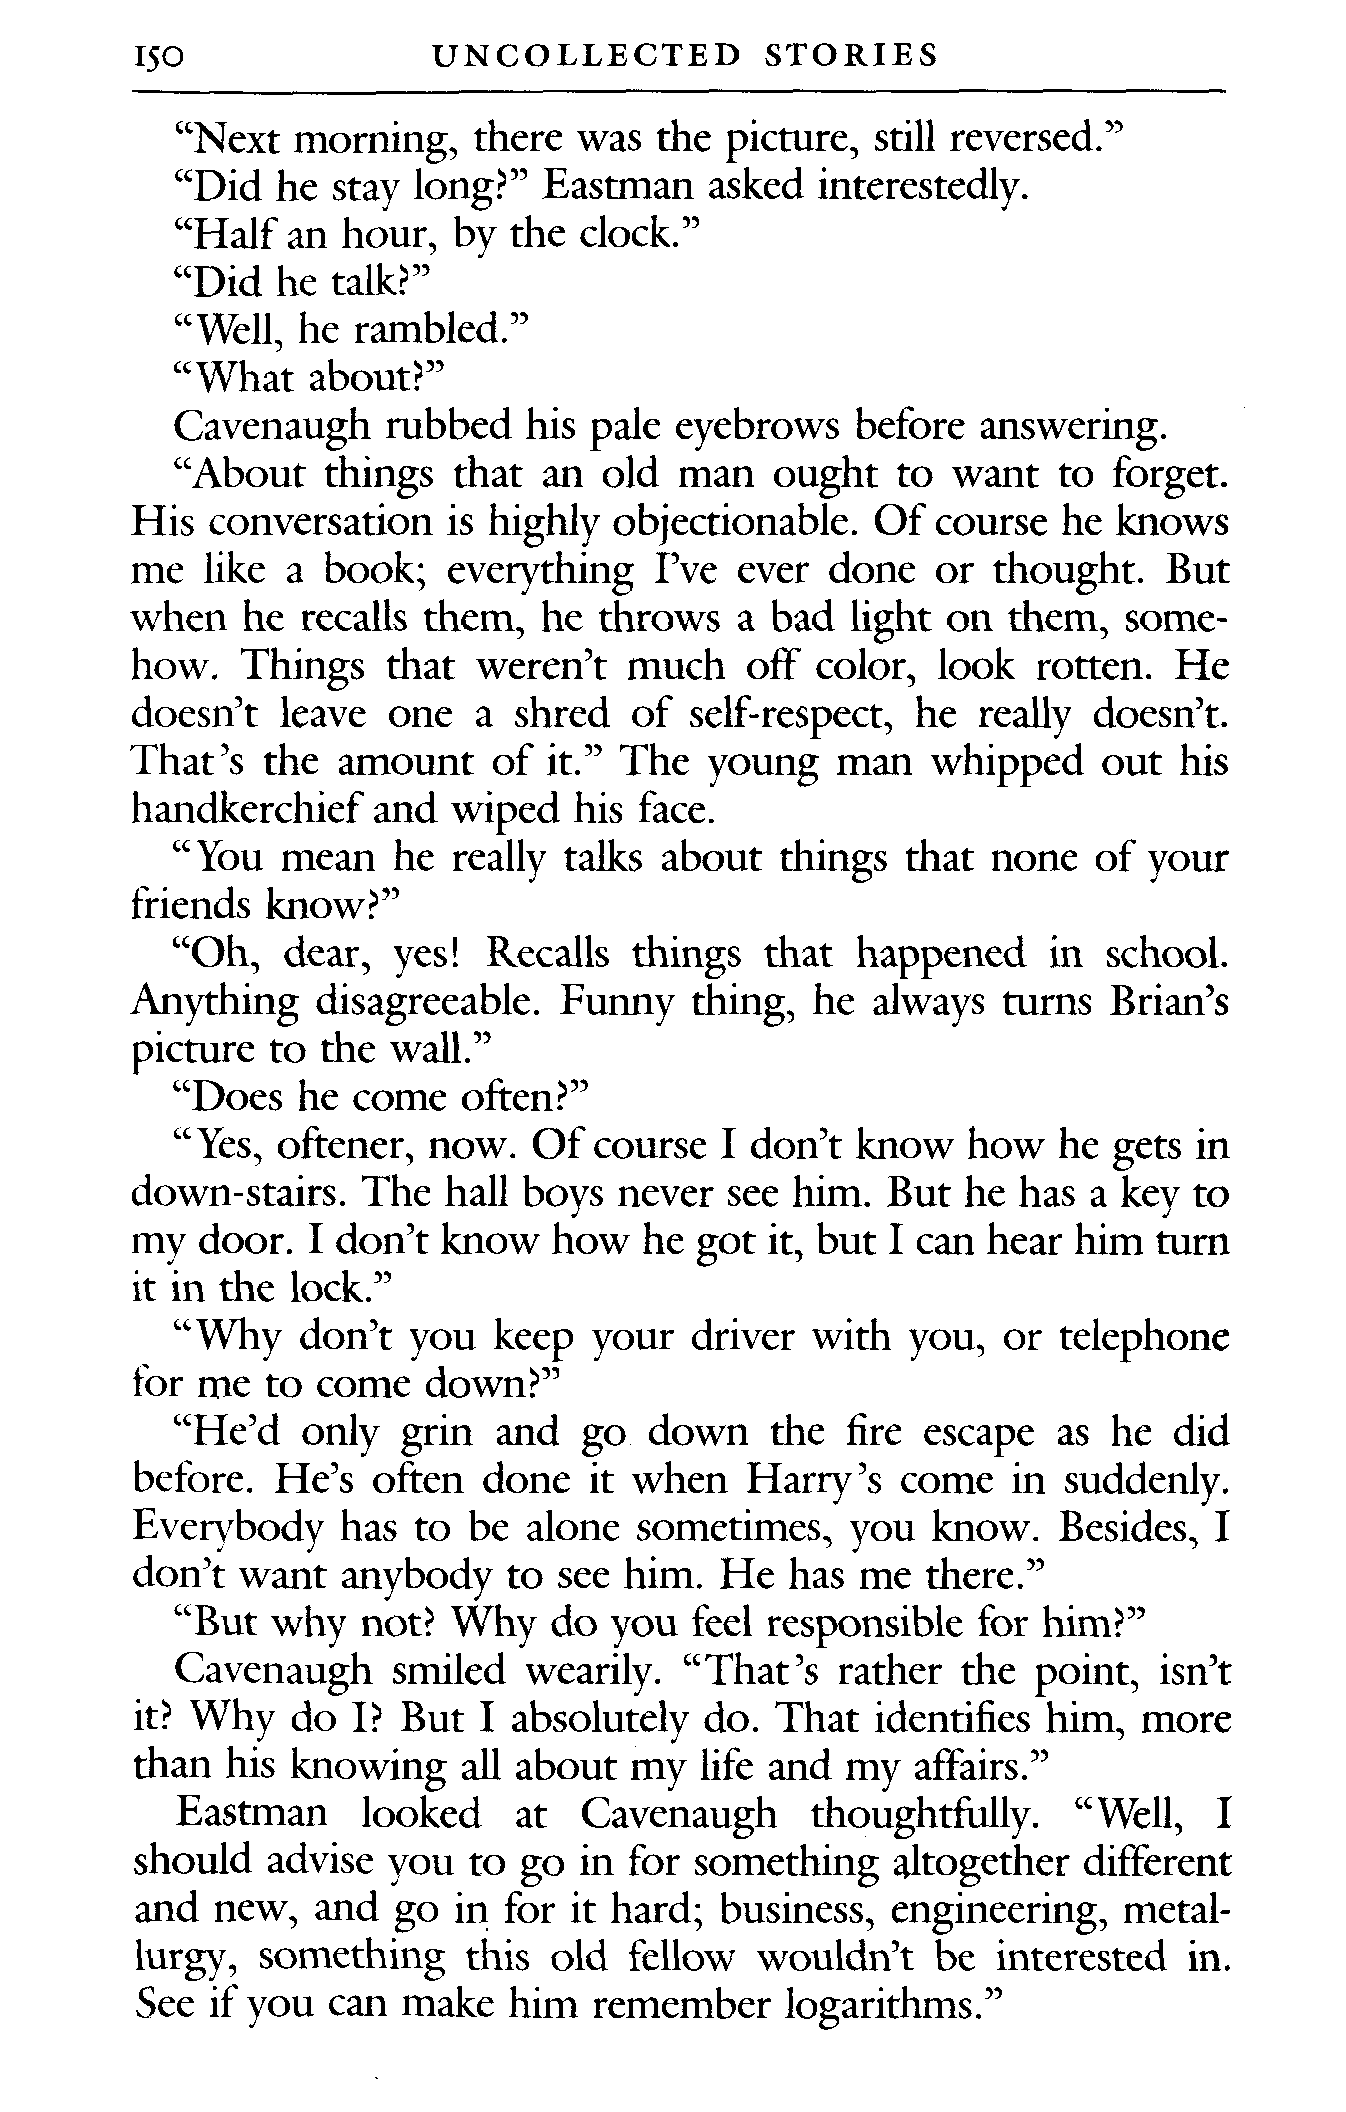 150 UNCOLLECTED STORIES
“Next morning, there was the picture, still reversed.”
“Did he stay long?” Eastman asked interestedly.
“Half an hour, by the clock.”
“Did he talk?”
“Well, he rambled.”
“What about?”
Cavenaugh rubbed his pale eyebrows before answering.
“About things that an old man ought to want to forget.
His conversation is highly objectionable. Of course he knows
me like a book; everything I’ve ever done or thought. But
when he recalls them, he throws a bad light on them, some-
how. Things that weren’t much off color, look rotten. He
doesn’t leave one a shred of self-respect, he really doesn’t.
That’s the amount of it.” The young man whipped out his
handkerchief and wiped his face.
“You mean he really talks about things that none of your
friends know?”
“Oh, dear, yes! Recalls things that happened in school.
Anything disagreeable. Funny thing, he always turns Brian’s
picture to the wall.”
“Does he come often?”
“Yes, oftener, now. Of course I don’t know how he gets in
down-stairs. The hall boys never see him. But he has a key to
my door. I don’t know how he got it, but I can hear him turn
it in the lock.”
“Why don’t you keep your driver with you, or telephone
for me to come down?”
“He’d only grin and go down the fire escape as he did
before. He’s often done it when Harry’s come in suddenly.
Everybody has to be alone sometimes, you know. Besides, I
don’t want anybody to see him. He has me there.”
“But why not? Why do you feel responsible for him?”
Cavenaugh smiled wearily. “That’s rather the point, isn’t
it? Why do I? But I absolutely do. That identifies him, more
than his knowing all about my life and my affairs.”
Eastman looked at Cavenaugh thoughtfully. “Well, I
should advise you to go in for something altogether different
and new, and go in for it hard; business, engineering, metal-
lurgy, something this old fellow wouldn’t be interested in.
See if you can make him remember logarithms.”